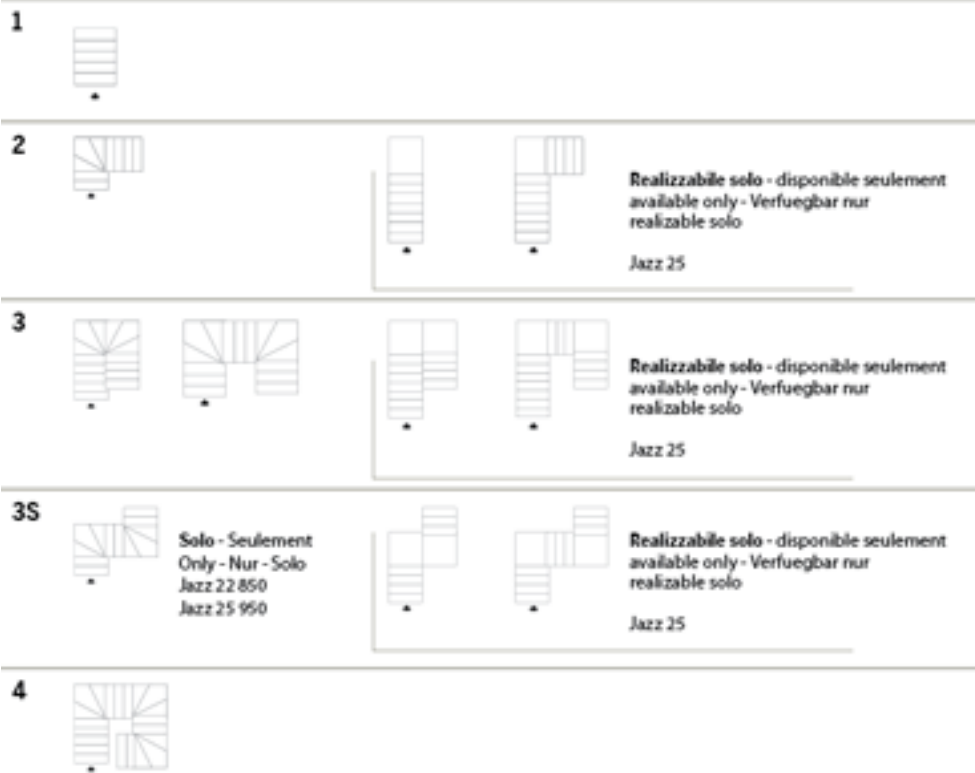 1
2
Realizzabile solo - disponible seulement
available only - Verfuegbar nur
realizable solo
Jazz 25
3
Realizzabile solo - disponible seulement
available only - Verfuegbar nur
realizable solo
Jazz 25
3S
Solo - Seulement
Only - Nur - Solo
Jazz 22 850
Jazz 25 950
Realizzabile solo - disponible seulement
available only - Verfuegbar nur
realizable solo
Jazz 25
4